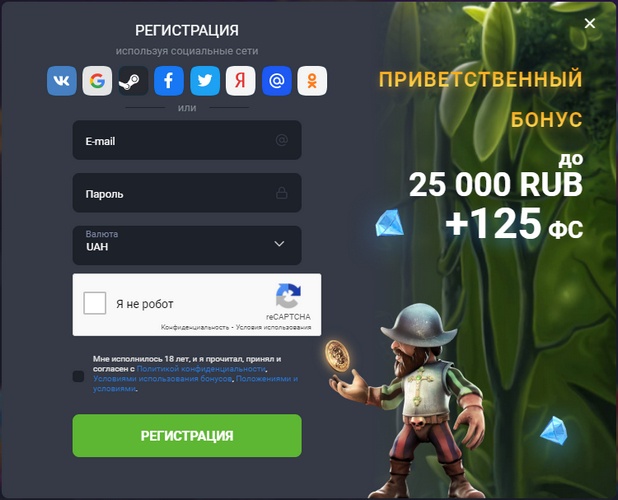 РЕГИСТРАЦИЯ
используя социальные сети
или
E-mail
Пароль
Валюта
UAH
Я не робот
reCAPTCHA
Конфиденциальность - Условия использования
Мне исполнилось 18 лет, и я прочитал, принял и
согласен с Политикой конфиденциальности,
Условиями использования бонусов, Положениями и
условиями.
РЕГИСТРАЦИЯ
ПРИВЕТСТВЕННЫЙ
БОНУС
до
25 000 RUB
+125 ФС